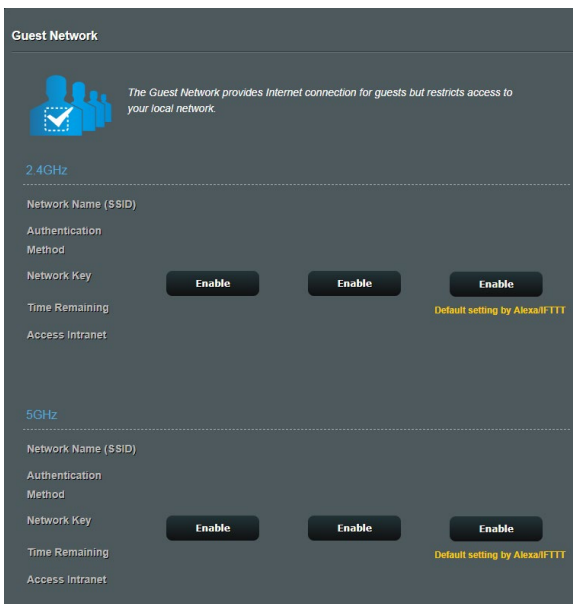 Guest Network
The Guest Network provides Internet connection for guests but restricts access to
your local network.
2.4GHz
Network Name (SSID)
Authentication
Method
Network Key
Enable Enable Enable
Time Remaining
Default setting by Alexa/IFTTT
Access Intranet
5GHz
Network Name (SSID)
Authentication
Method
Network Key
Enable Enable Enable
Time Remaining
Default setting by Alexa/IFTTT
Access Intranet